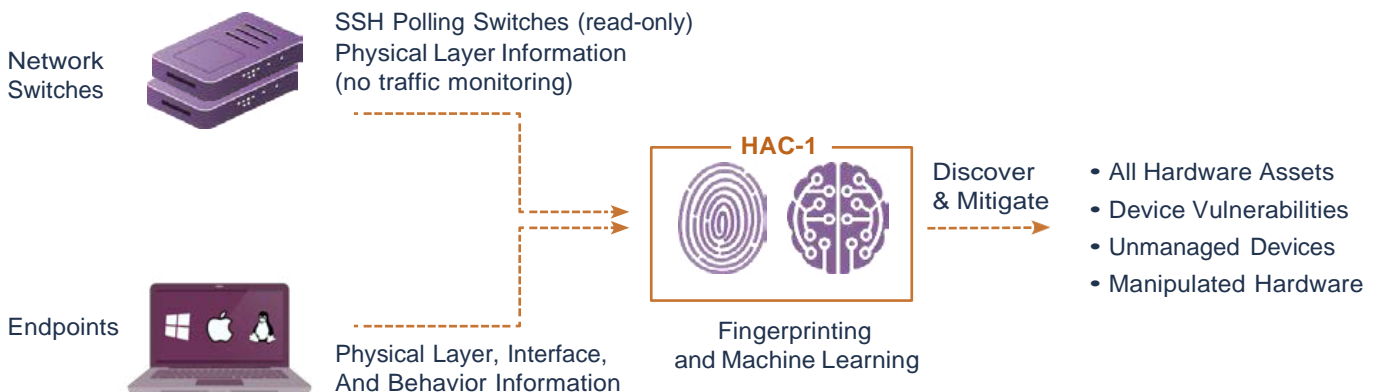 Network
Switches
SSH Polling Switches (read-only)
Physical Layer Information
(no traffic monitoring)
HAC-1
Discover
& Mitigate
• All Hardware Assets
• Device Vulnerabilities
• Unmanaged Devices
• Manipulated Hardware
Endpoints
Physical Layer, Interface,
And Behavior Information
Fingerprinting
and Machine Learning